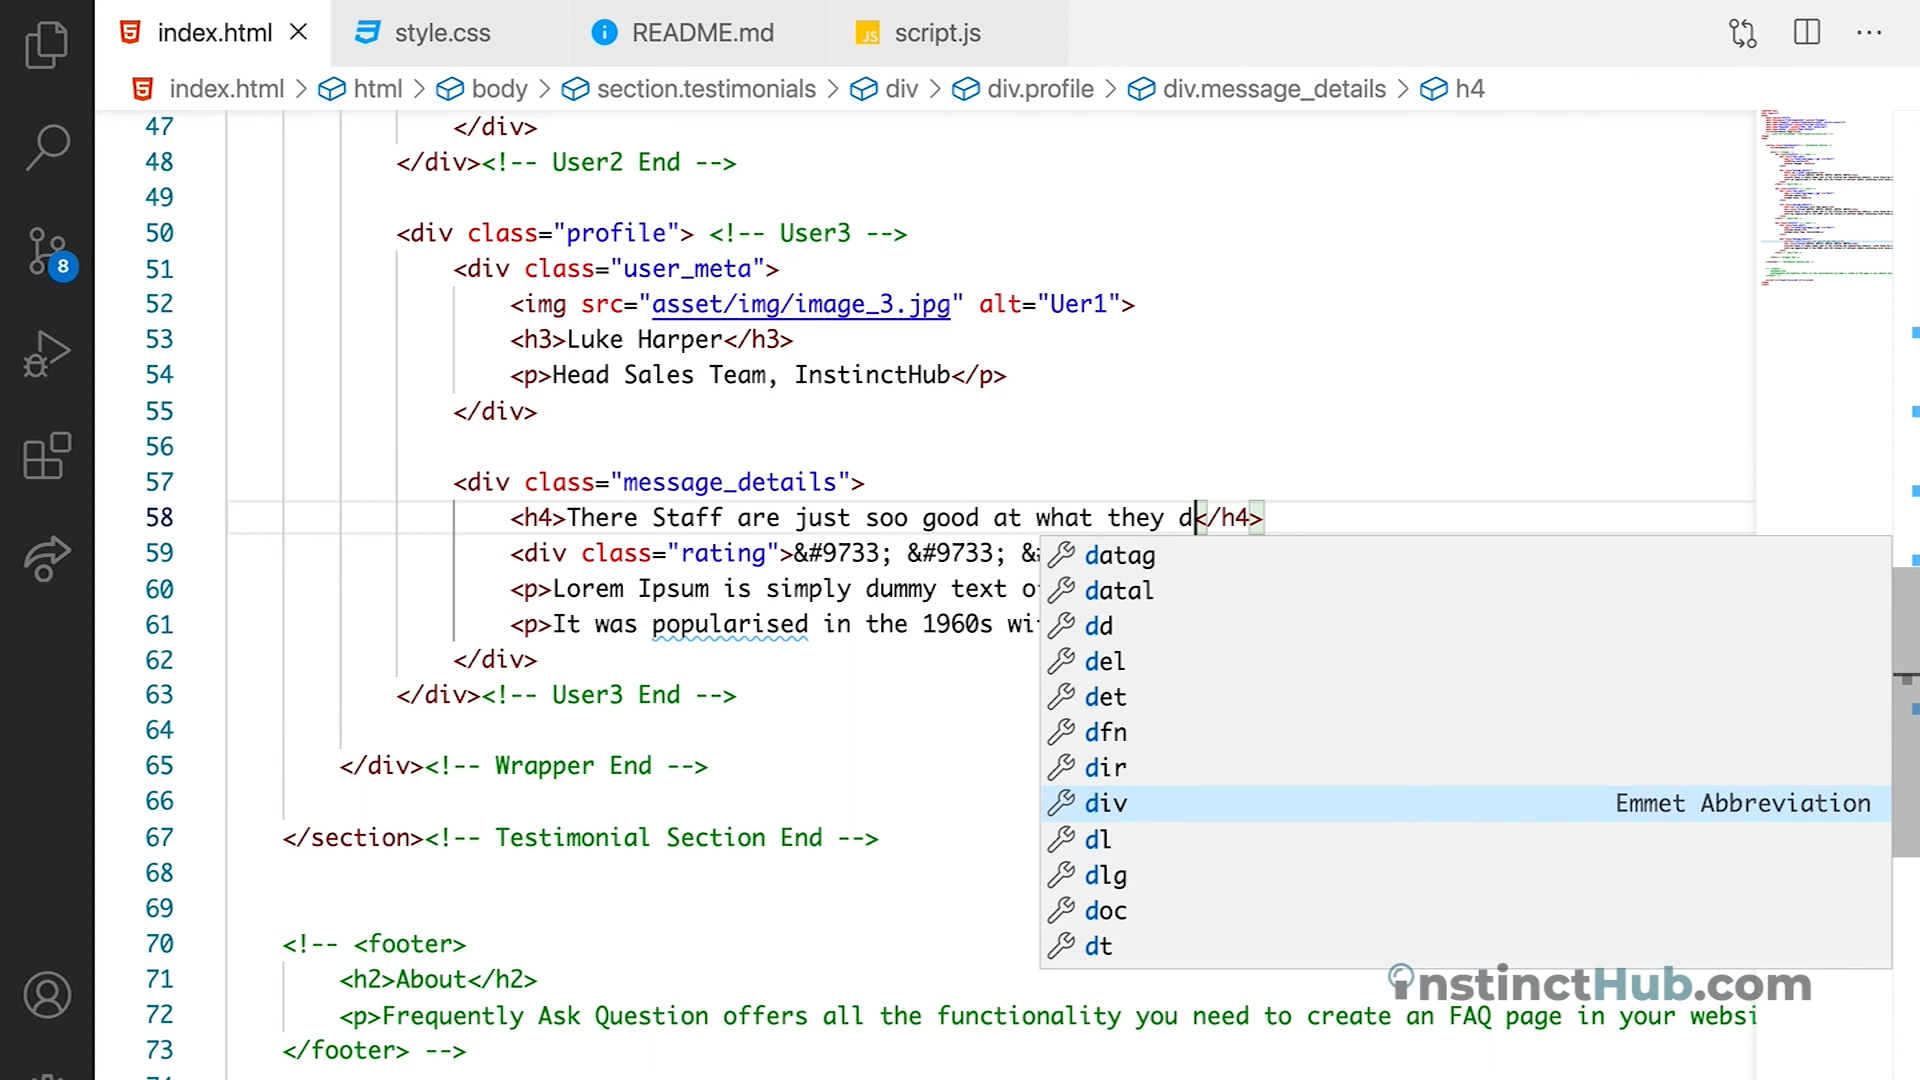 index.html
style.css
README.md
script.js
index.html > html > body > section.testimonials > div > div.profile > div.message_details > h4
47 </div>
48 </div><!-- User2 End -->
49
50 <div class="profile"> <!-- User3 -->
51 <div class="user_meta">
52 <img src="asset/img/image_3.jpg" alt="Uer1">
53 <h3>Luke Harper</h3>
54 <p>Head Sales Team, InstinctHub</p>
55 </div>
56
57 <div class="message_details">
58 <h4>There Staff are just soo good at what they d</h4>
59 <div class="rating">&#9733; &#9733; &#
60 <p>Lorem Ipsum is simply dummy text o
61 <p>It was popularised in the 1960s wi
62 </div>
63 </div><!-- User3 End -->
64
65 </div><!-- Wrapper End -->
66
67 </section><!-- Testimonial Section End -->
68
69
70 <!-- <footer>
71 <h2>About</h2>
72 <p>Frequently Ask Question offers all the functionality you need to create an FAQ page in your websi
73 </footer> -->
8
datag
datal
dd
del
det
dfn
dir
div Emmet Abbreviation
dl
dlg
doc
dt
instinctHub.com